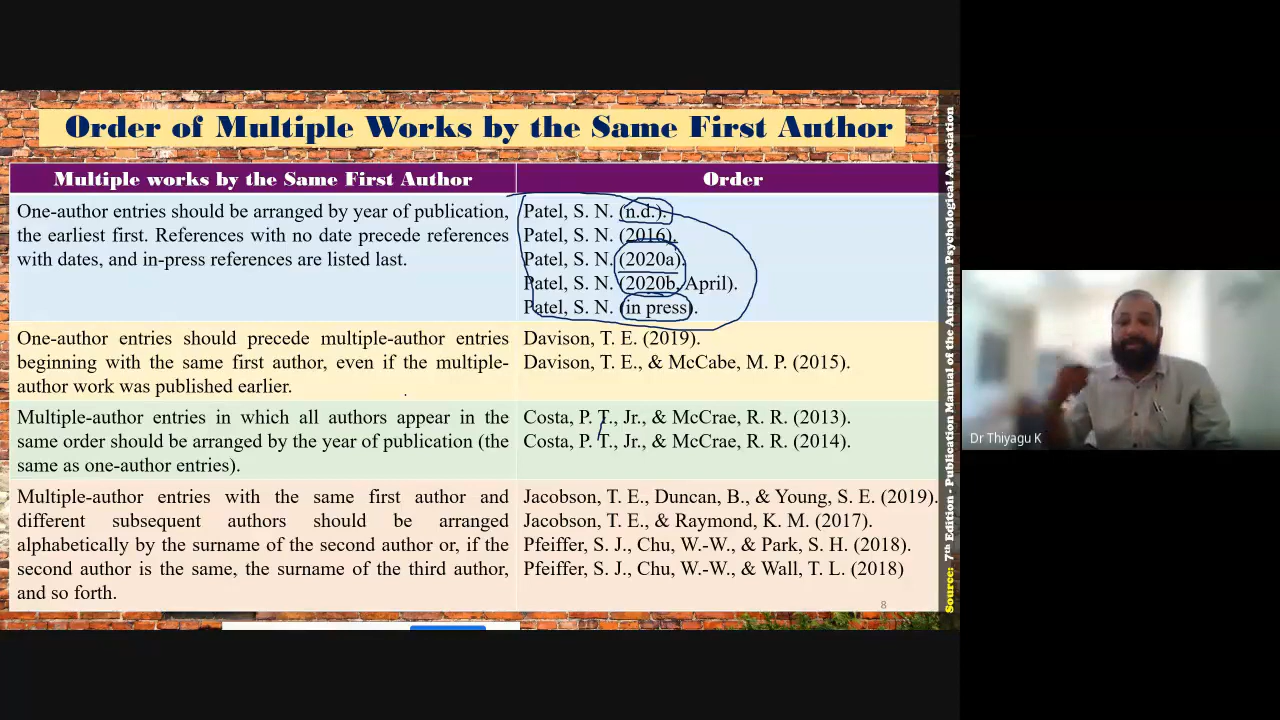 Order of Multiple Works by the Same First Author
Multiple works by the Same First Author
Order
One-author entries should be arranged by year of publication,
the earliest first. References with no date precede references
with dates, and in-press references are listed last.
Patel, S. N. (n.d.).
Patel, S. N. (2016).
Patel, S. N. (2020a).
Patel, S. N. (2020b, April).
Patel, S. N. (in press).
One-author entries should precede multiple-author entries
beginning with the same first author, even if the multiple-
author work was published earlier.
Davison, T. E. (2019).
Davison, T. E., & McCabe, M. P. (2015).
Multiple-author entries in which all authors appear in the
same order should be arranged by the year of publication (the
same as one-author entries).
Costa, P. T., Jr., & McCrae, R. R. (2013).
Costa, P. T., Jr., & McCrae, R. R. (2014).
Multiple-author entries with the same first author and
different subsequent authors should be arranged
alphabetically by the surname of the second author or, if the
second author is the same, the surname of the third author,
and so forth.
Jacobson, T. E., Duncan, B., & Young, S. E. (2019).
Jacobson, T. E., & Raymond, K. M. (2017).
Pfeiffer, S. J., Chu, W.-W., & Park, S. H. (2018).
Pfeiffer, S. J., Chu, W.-W., & Wall, T. L. (2018)
8
Source: 7th Edition - Publication Manual of the American Psychological Association
Dr Thiyagu K